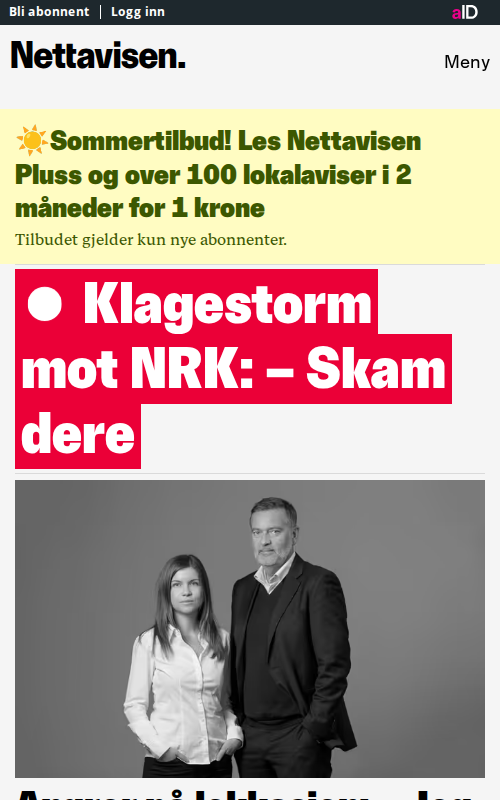 Bli abonnent
Logg inn
aID
Nettavisen.
Meny
☀️Sommertilbud! Les Nettavisen
Pluss og over 100 lokalaviser i 2
måneder for 1 krone
Tilbudet gjelder kun nye abonnenter.
● Klagestorm
mot NRK: – Skam
dere